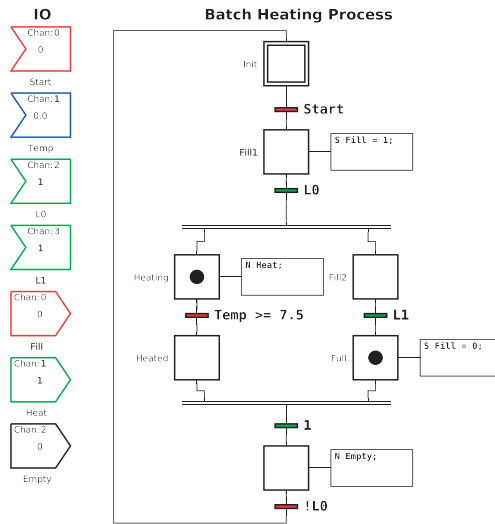 IO
Batch Heating Process
Chan: 0
0
Start
Chan: 1
0.0
Temp
Chan: 2
1
L0
Chan: 3
1
L1
Chan: 0
0
Fill
Chan: 1
1
Heat
Chan: 2
0
Empty
Init
Start
Fill1
S Fill = 1;
L0
Heating
N Heat;
Fill2
Temp >= 7.5
L1
Heated
Full
S Fill = 0;
1
N Empty;
!L0